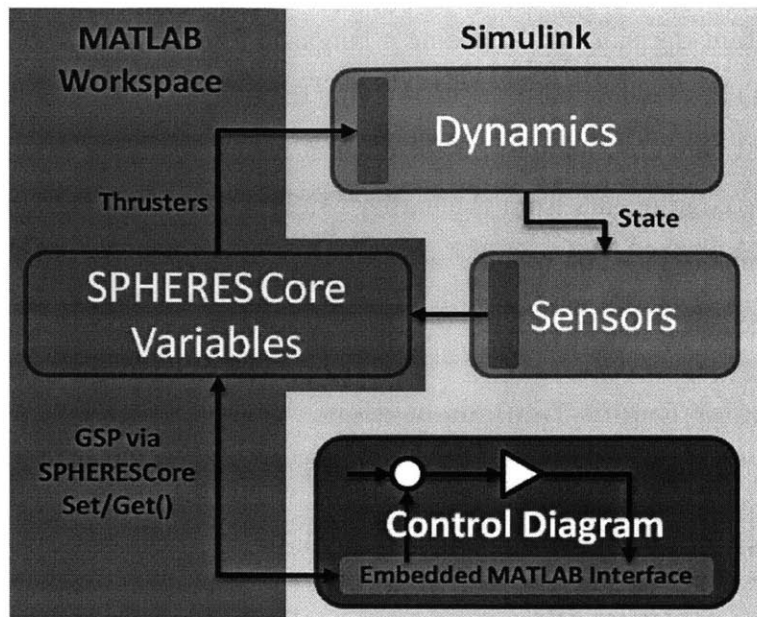 MATLAB
Workspace
Simulink
Dynamics
Thrusters
State
SPHERES Core
Variables
Sensors
GSP via
SPHERESCore
Set/Get()
Control Diagram
Embedded MATLAB Interface